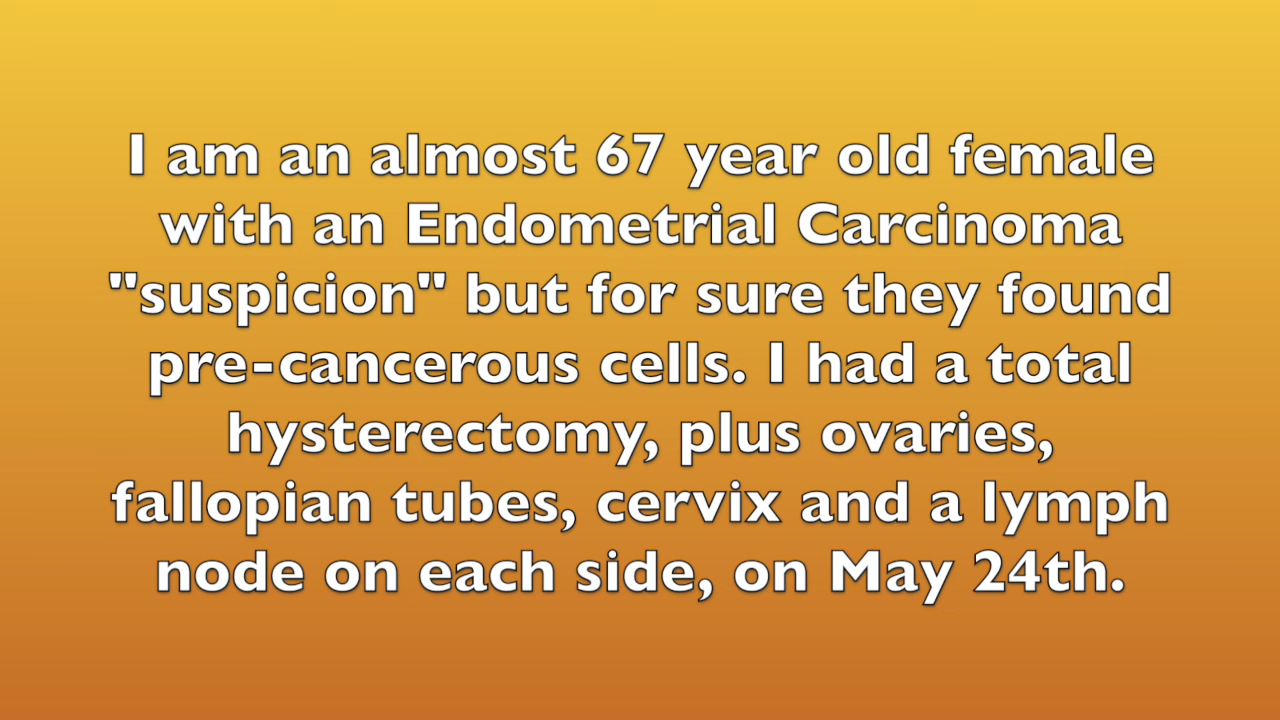 I am an almost 67 year old female
with an Endometrial Carcinoma
"suspicion" but for sure they found
pre-cancerous cells. I had a total
hysterectomy, plus ovaries,
fallopian tubes, cervix and a lymph
node on each side, on May 24th.